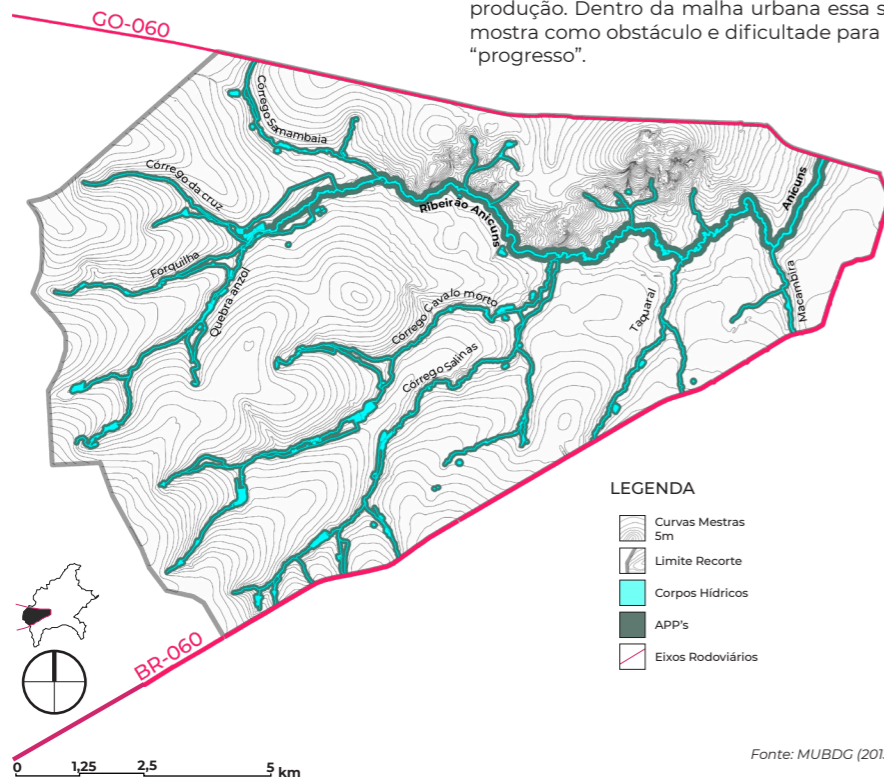 produção. Dentro da malha urbana essa s
mostra como obstáculo e dificultade para
“progresso”.
GO-060
Córrego Samambaia
Córrego da cruz
Anicuns
Ribeirão Anicuns
Forquilha
Quebra anzol
Córrego Cavalo morto
Taquaral
Macambira
Córrego Salinas
LEGENDA
Curvas Mestras
5m
Limite Recorte
Corpos Hídricos
APP's
Eixos Rodoviários
BR-060
0 1,25 2,5 5 km
Fonte: MUBDG (201